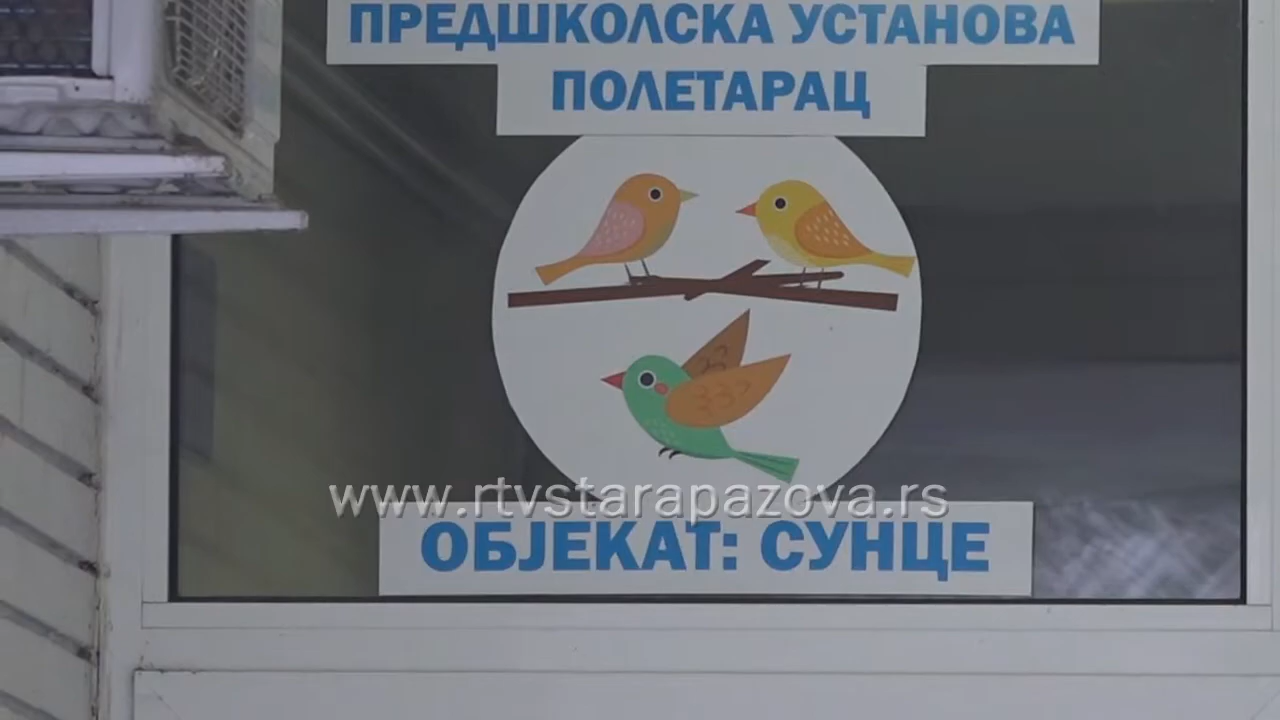 ПРЕДШКОЛСКА УСТАНОВА
ПОЛЕТАРАЦ
www.rtvstarapazova.rs
ОБЈЕКАТ: СУНЦЕ